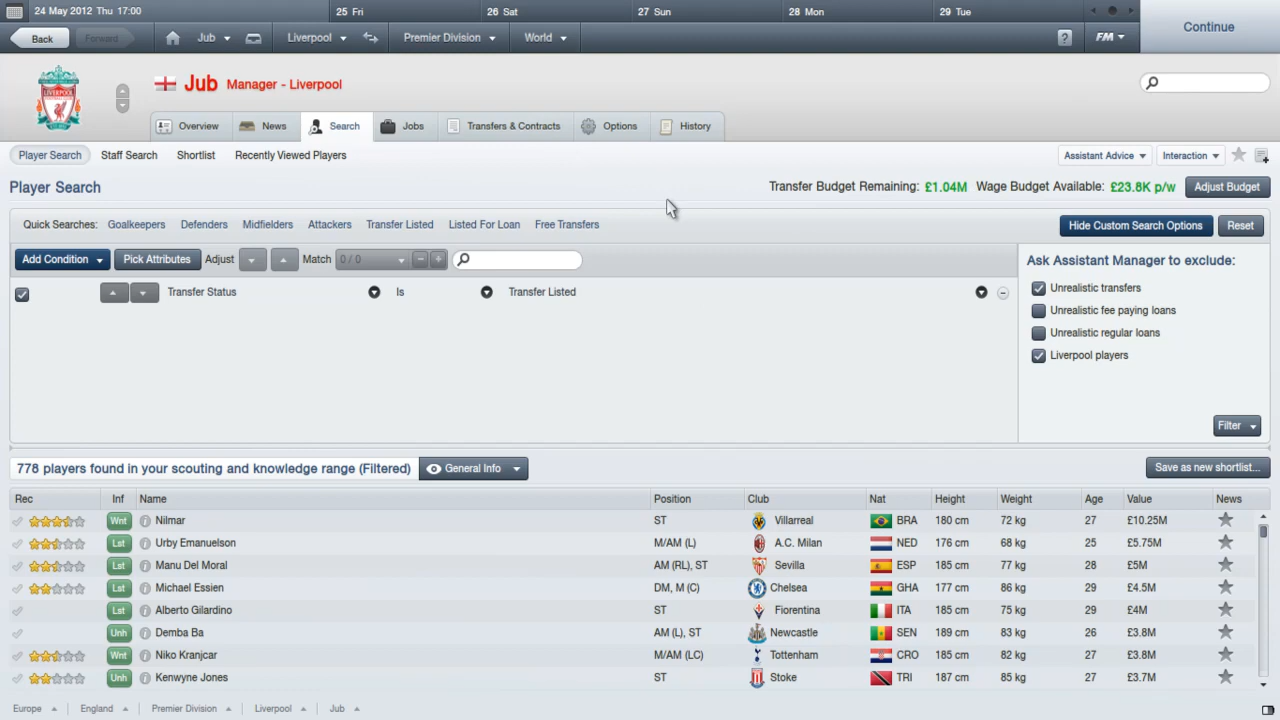 24 May 2012 Thu 17:00 25 Fri 26 Sat 27 Sun 28 Mon 29 Tue Continue
Back Forward Job Liverpool Premier Division World ? FM
Jub Manager - Liverpool
Overview News Search Jobs Transfers & Contracts Options History
Player Search Staff Search Shortlist Recently Viewed Players Assistant Advice Interaction
Player Search Transfer Budget Remaining: £1.04M Wage Budget Available: £23.8K p/w Adjust Budget
Quick Searches: Goalkeepers Defenders Midfielders Attackers Transfer Listed Listed For Loan Free Transfers Hide Custom Search Options Reset
Add Condition Pick Attributes Adjust Match 0 / 0 Ask Assistant Manager to exclude:
Transfer Status Is Transfer Listed Unrealistic transfers
Unrealistic fee paying loans
Unrealistic regular loans
Liverpool players
Filter
778 players found in your scouting and knowledge range (Filtered) General Info Save as new shortlist...
Rec Inf Name Position Club Nat Height Weight Age Value News
Wnt Nilmar ST Villarreal BRA 180 cm 72 kg 27 £10.25M
Lst Urby Emanuelson M/AM (L) A.C. Milan NED 176 cm 68 kg 25 £5.75M
Lst Manu Del Moral AM (RL), ST Sevilla ESP 185 cm 77 kg 28 £5M
Lst Michael Essien DM, M (C) Chelsea GHA 177 cm 86 kg 29 £4.5M
Lst Alberto Gilardino ST Fiorentina ITA 185 cm 75 kg 29 £4M
Unh Demba Ba AM (L), ST Newcastle SEN 189 cm 83 kg 26 £3.8M
Wnt Niko Kranjcar M/AM (LC) Tottenham CRO 185 cm 82 kg 27 £3.8M
Unh Kenwyne Jones ST Stoke TRI 187 cm 85 kg 27 £3.7M
Europe England Premier Division Liverpool Jub